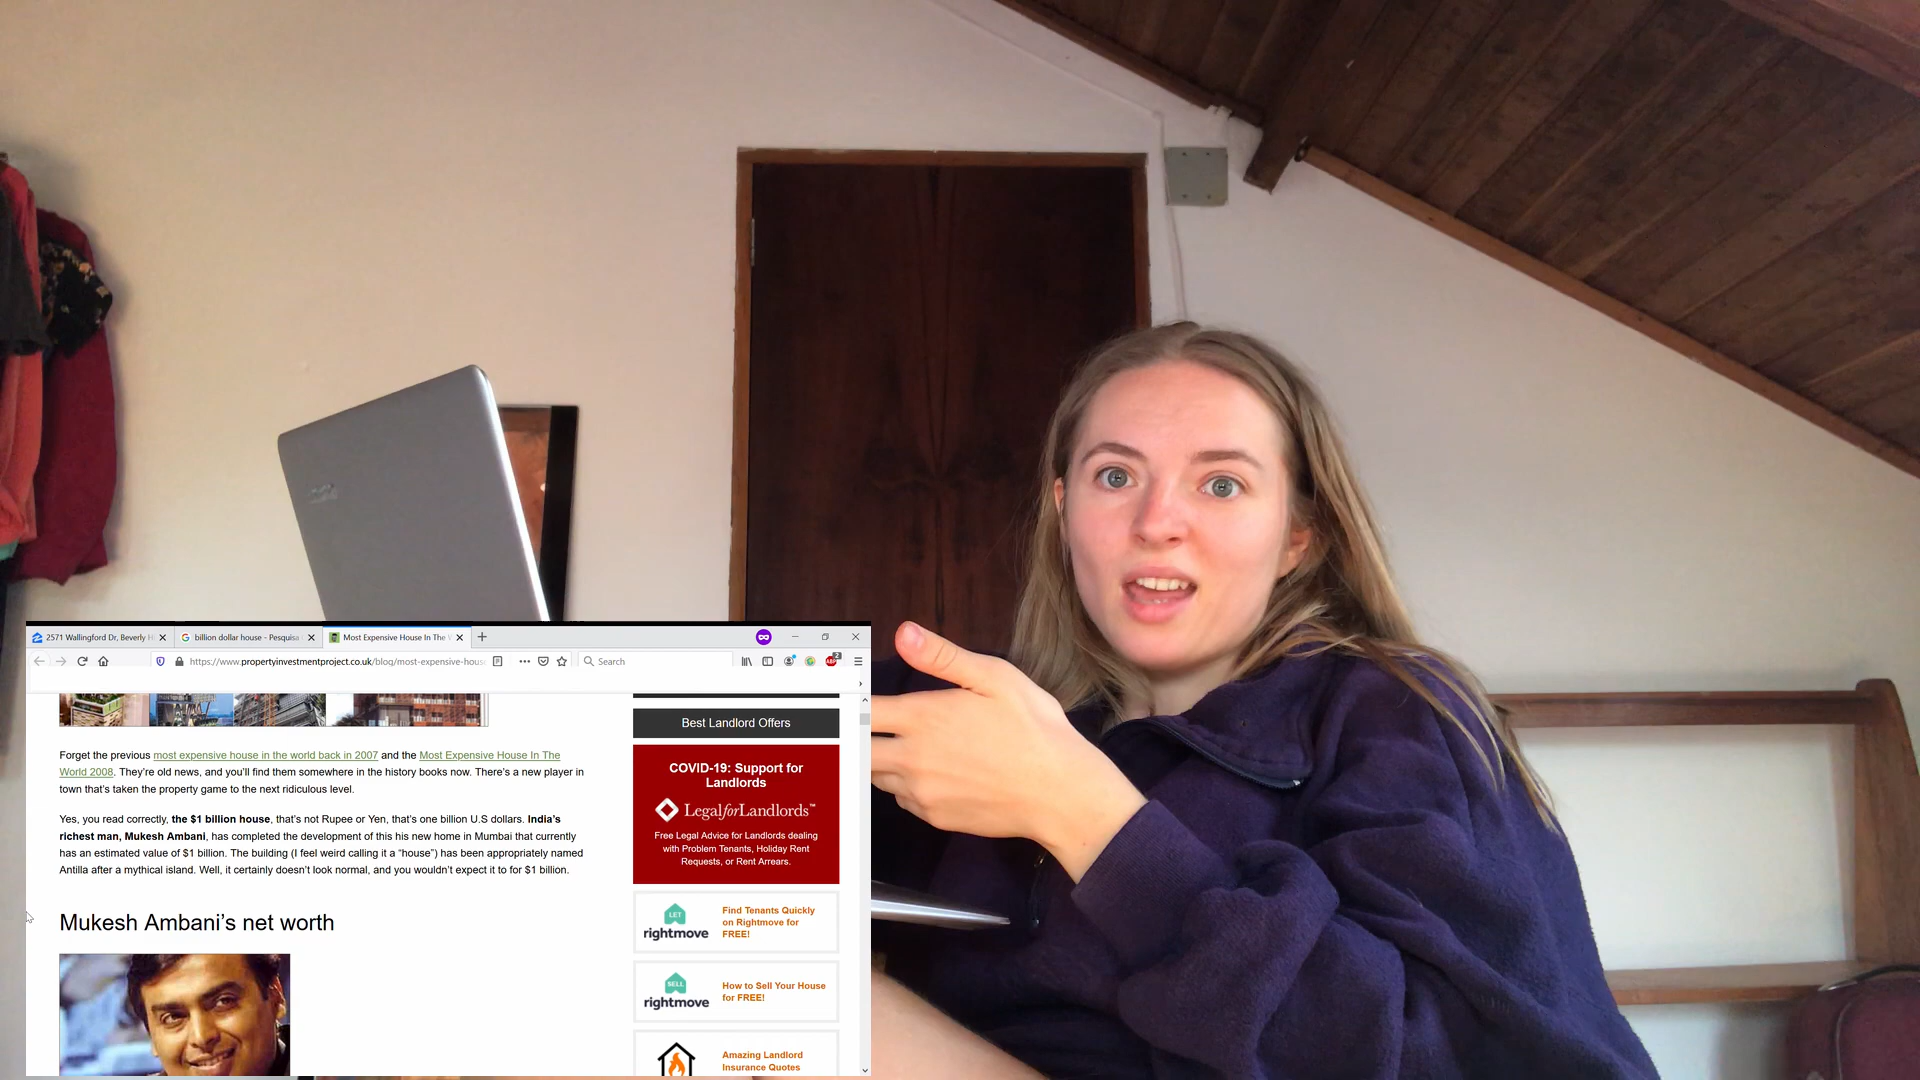 2571 Wallingford Dr, Beverly H
billion dollar house - Pesquisa
Most Expensive House In The W
https://www.propertyinvestmentproject.co.uk/blog/most-expensive-hous
Search
ABP
2
Best Landlord Offers
Forget the previous most expensive house in the world back in 2007 and the Most Expensive House In The
World 2008. They’re old news, and you’ll find them somewhere in the history books now. There’s a new player in
town that’s taken the property game to the next ridiculous level.
Yes, you read correctly, the $1 billion house, that’s not Rupee or Yen, that’s one billion U.S dollars. India’s
richest man, Mukesh Ambani, has completed the development of this his new home in Mumbai that currently
has an estimated value of $1 billion. The building (I feel weird calling it a “house”) has been appropriately named
Antilla after a mythical island. Well, it certainly doesn’t look normal, and you wouldn’t expect it to for $1 billion.
Mukesh Ambani’s net worth
COVID-19: Support for
Landlords
LegalforLandlords™
Free Legal Advice for Landlords dealing
with Problem Tenants, Holiday Rent
Requests, or Rent Arrears.
LET
rightmove
Find Tenants Quickly
on Rightmove for
FREE!
SELL
rightmove
How to Sell Your House
for FREE!
Amazing Landlord
Insurance Quotes